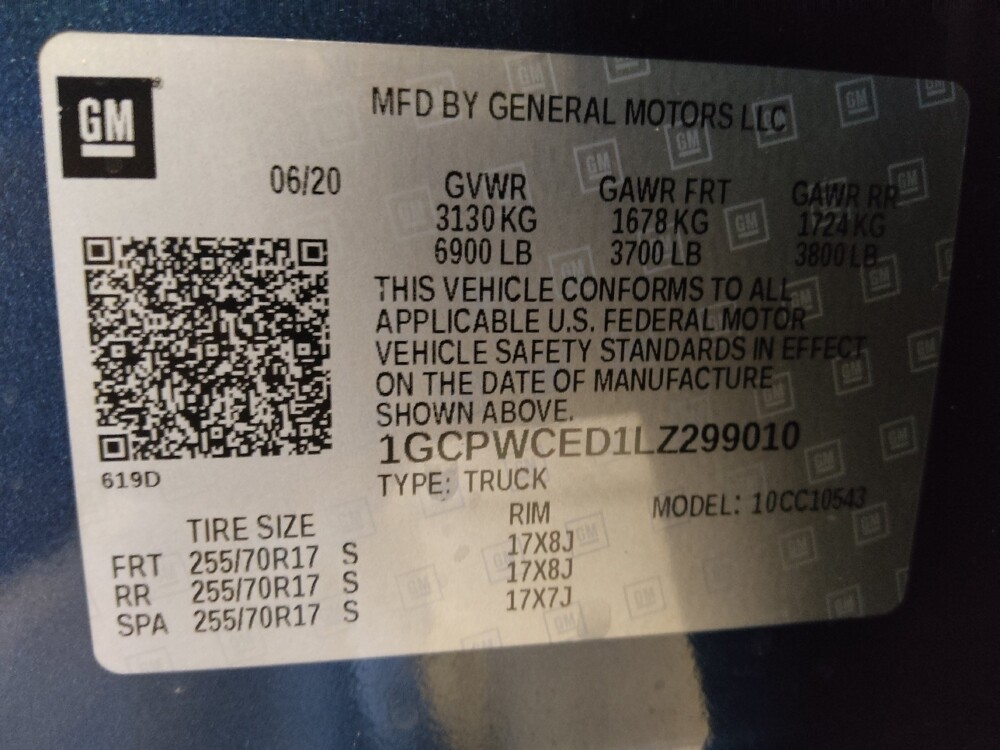 GM
MFD BY GENERAL MOTORS LLC
06/20
GVWR GAWR FRT GAWR RR
3130 KG 1678 KG 1724 KG
6900 LB 3700 LB 3800 LB
THIS VEHICLE CONFORMS TO ALL
APPLICABLE U.S. FEDERAL MOTOR
VEHICLE SAFETY STANDARDS IN EFFECT
ON THE DATE OF MANUFACTURE
SHOWN ABOVE.
1GCPWCED1LZ299010
619D
TYPE: TRUCK
MODEL: 10CC10543
TIRE SIZE RIM
FRT 255/70R17 S 17X8J
RR 255/70R17 S 17X8J
SPA 255/70R17 S 17X7J